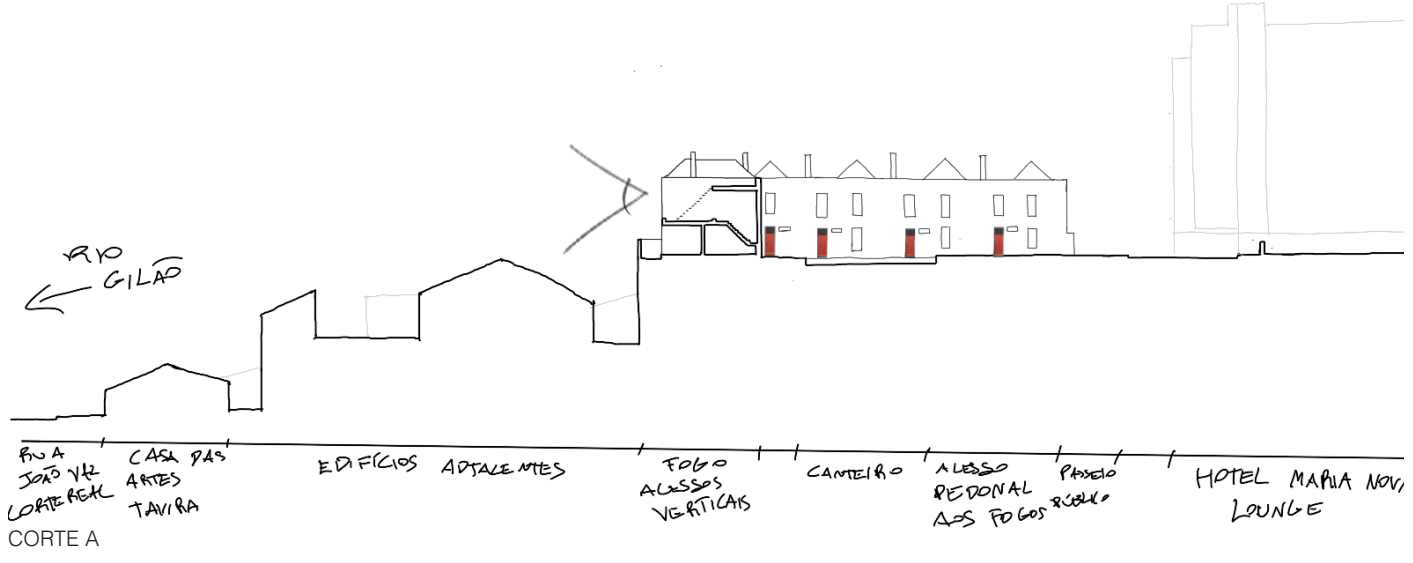 RIO
GILÃO
RUA
JOÃO VAZ
CORTE REAL
CASA DAS
ARTES
TAVIRA
EDIFÍCIOS ADJACENTES
FOGO
ACESSOS
VERTICAIS
CANTEIRO
ACESSO
PEDONAL
AOS FOGOS
PASSEIO
PÚBLICO
HOTEL MARIA NOVA
LOUNGE
CORTE A